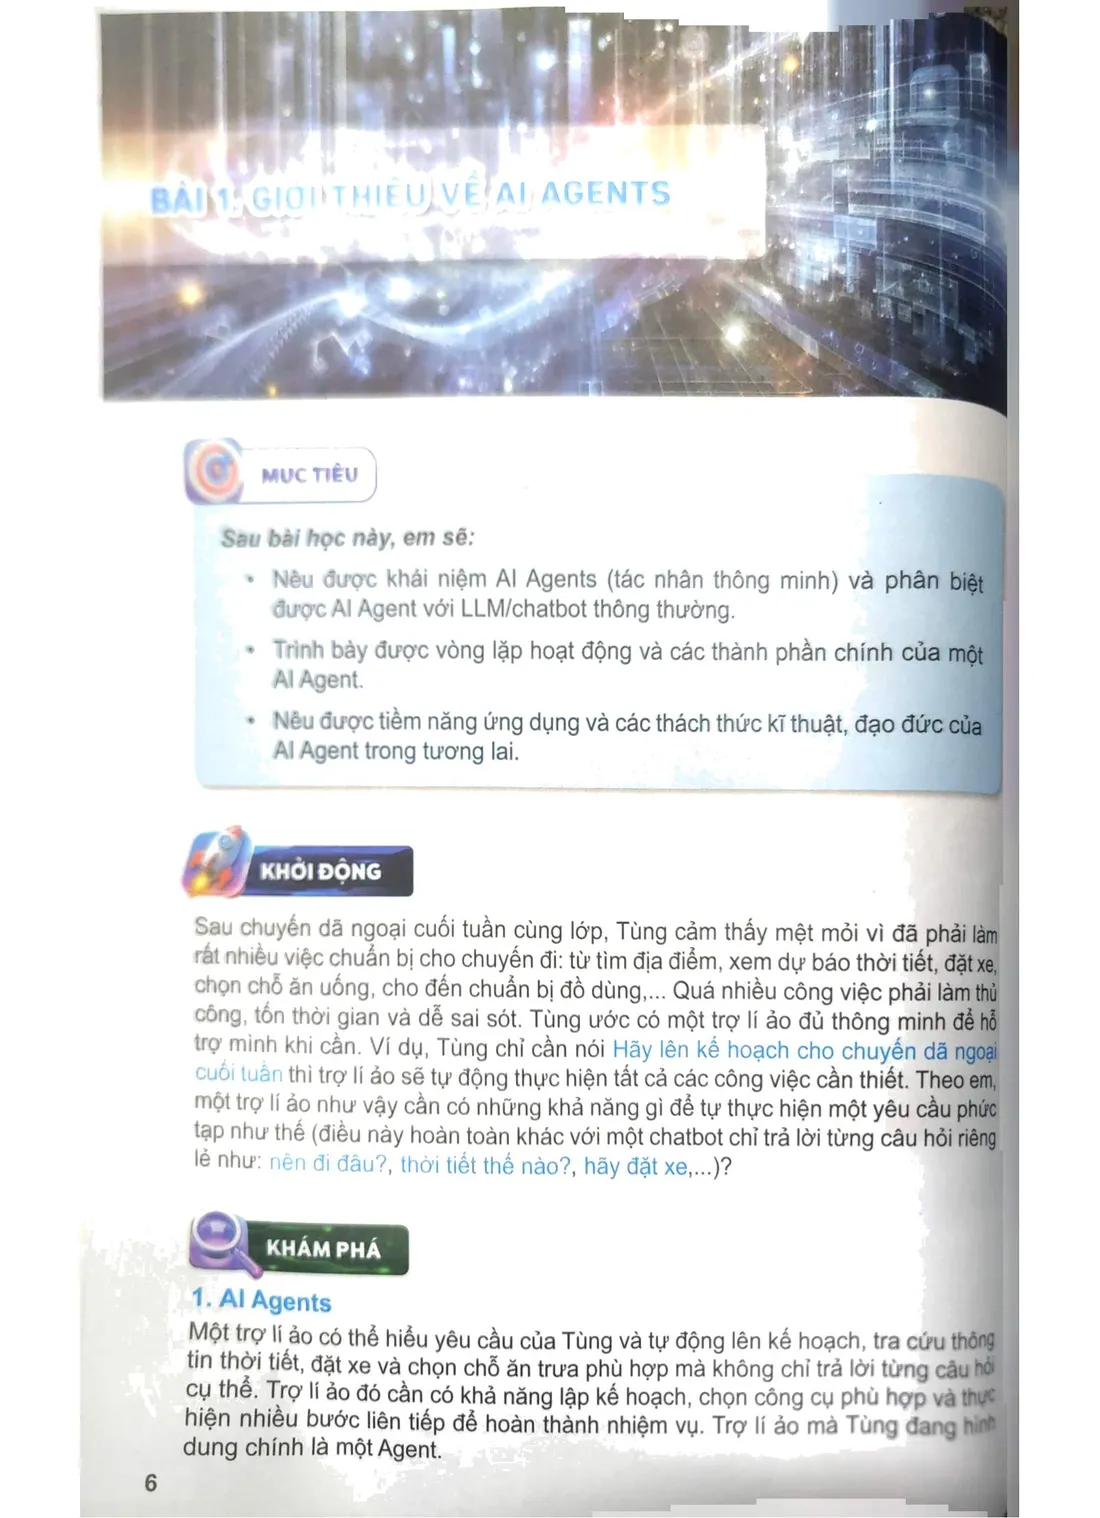 BÀI 1. GIỚI THIỆU VỀ AI AGENTS
MỤC TIÊU
Sau bài học này, em sẽ:
• Nêu được khái niệm AI Agents (tác nhân thông minh) và phân biệt
được AI Agent với LLM/chatbot thông thường.
• Trình bày được vòng lặp hoạt động và các thành phần chính của một
AI Agent.
• Nêu được tiềm năng ứng dụng và các thách thức kĩ thuật, đạo đức của
AI Agent trong tương lai.
KHỞI ĐỘNG
Sau chuyến dã ngoại cuối tuần cùng lớp, Tùng cảm thấy mệt mỏi vì đã phải làm
rất nhiều việc chuẩn bị cho chuyến đi: từ tìm địa điểm, xem dự báo thời tiết, đặt xe,
chọn chỗ ăn uống, cho đến chuẩn bị đồ dùng,... Quá nhiều công việc phải làm thủ
công, tốn thời gian và dễ sai sót. Tùng ước có một trợ lí ảo đủ thông minh để hỗ
trợ mình khi cần. Ví dụ, Tùng chỉ cần nói Hãy lên kế hoạch cho chuyến dã ngoại
cuối tuần thì trợ lí ảo sẽ tự động thực hiện tất cả các công việc cần thiết. Theo em,
một trợ lí ảo như vậy cần có những khả năng gì để tự thực hiện một yêu cầu phức
tạp như thế (điều này hoàn toàn khác với một chatbot chỉ trả lời từng câu hỏi riêng
lẻ như: nên đi đâu?, thời tiết thế nào?, hãy đặt xe,...)?
KHÁM PHÁ
1. AI Agents
Một trợ lí ảo có thể hiểu yêu cầu của Tùng và tự động lên kế hoạch, tra cứu thông
tin thời tiết, đặt xe và chọn chỗ ăn trưa phù hợp mà không chỉ trả lời từng câu hỏi
cụ thể. Trợ lí ảo đó cần có khả năng lập kế hoạch, chọn công cụ phù hợp và thực
hiện nhiều bước liên tiếp để hoàn thành nhiệm vụ. Trợ lí ảo mà Tùng đang hình
dung chính là một Agent.
6